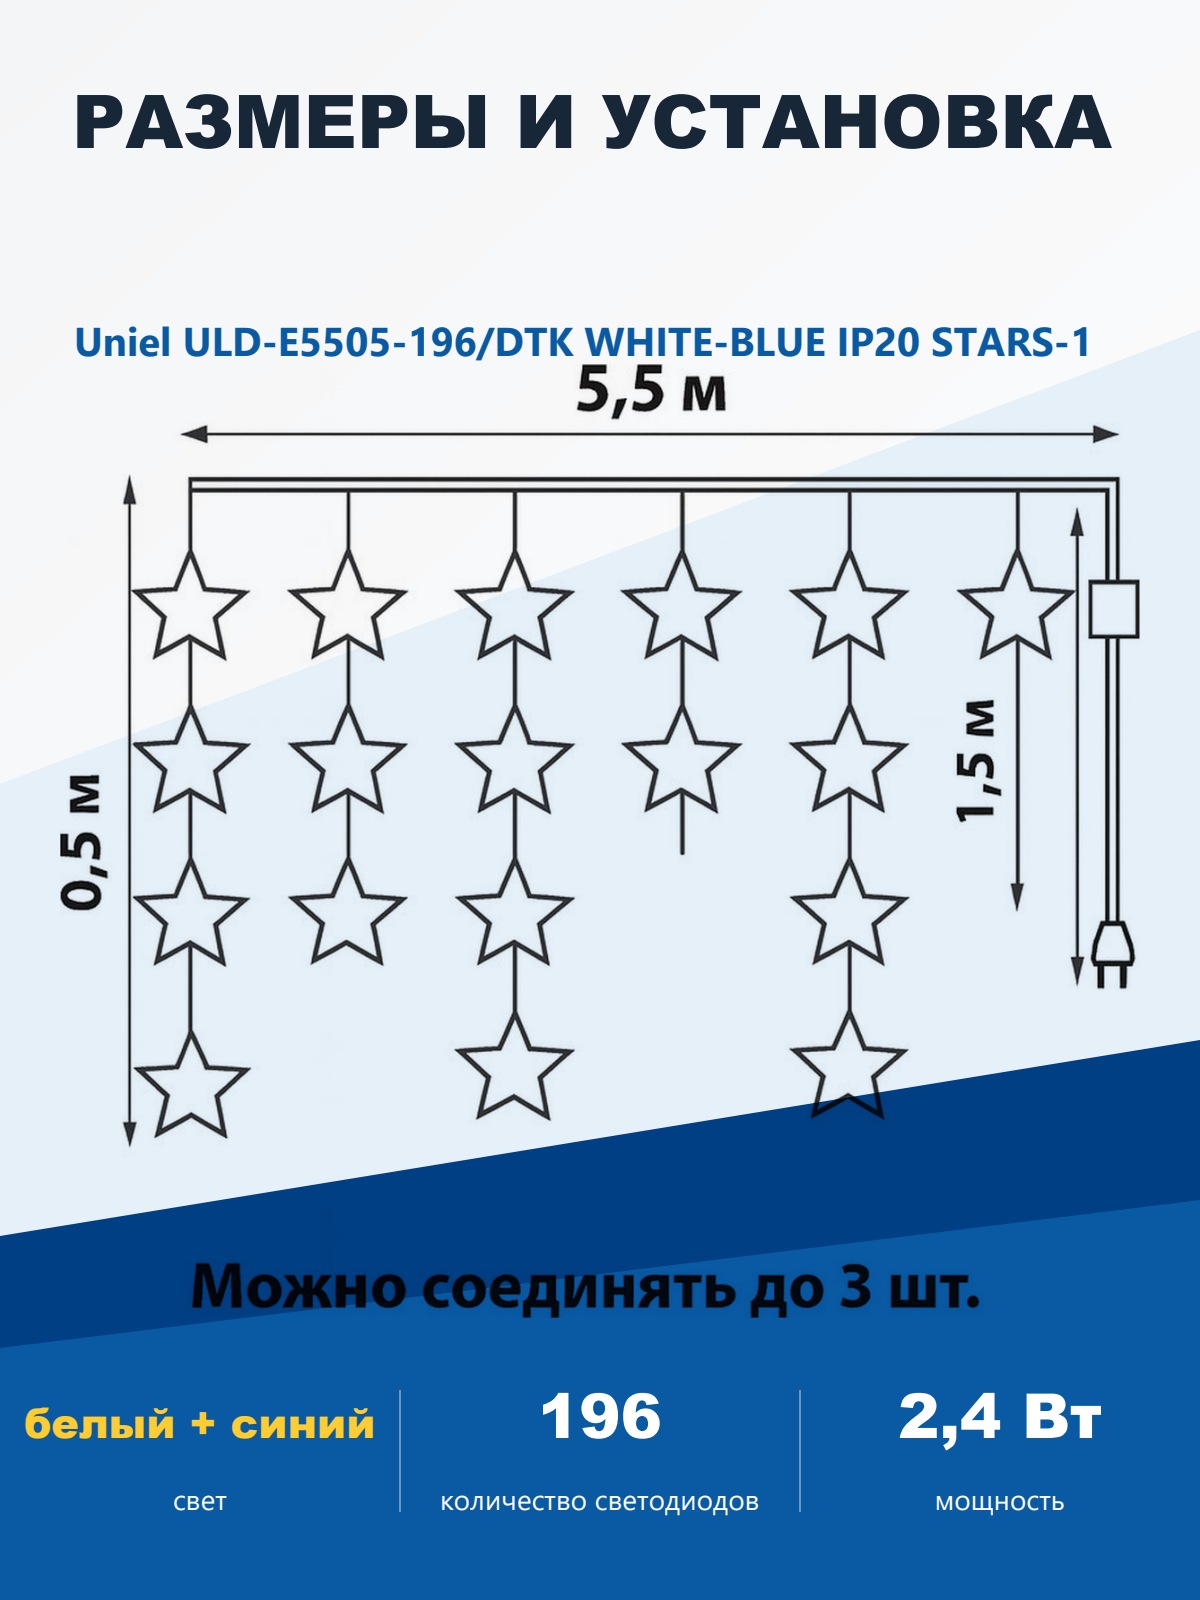 РАЗМЕРЫ И УСТАНОВКА
Uniel ULD-E5505-196/DTK WHITE-BLUE IP20 STARS-1
5,5 м
0,5 м
1,5 м
Можно соединять до 3 шт.
белый + синий
свет
196
количество светодиодов
2,4 Вт
мощность